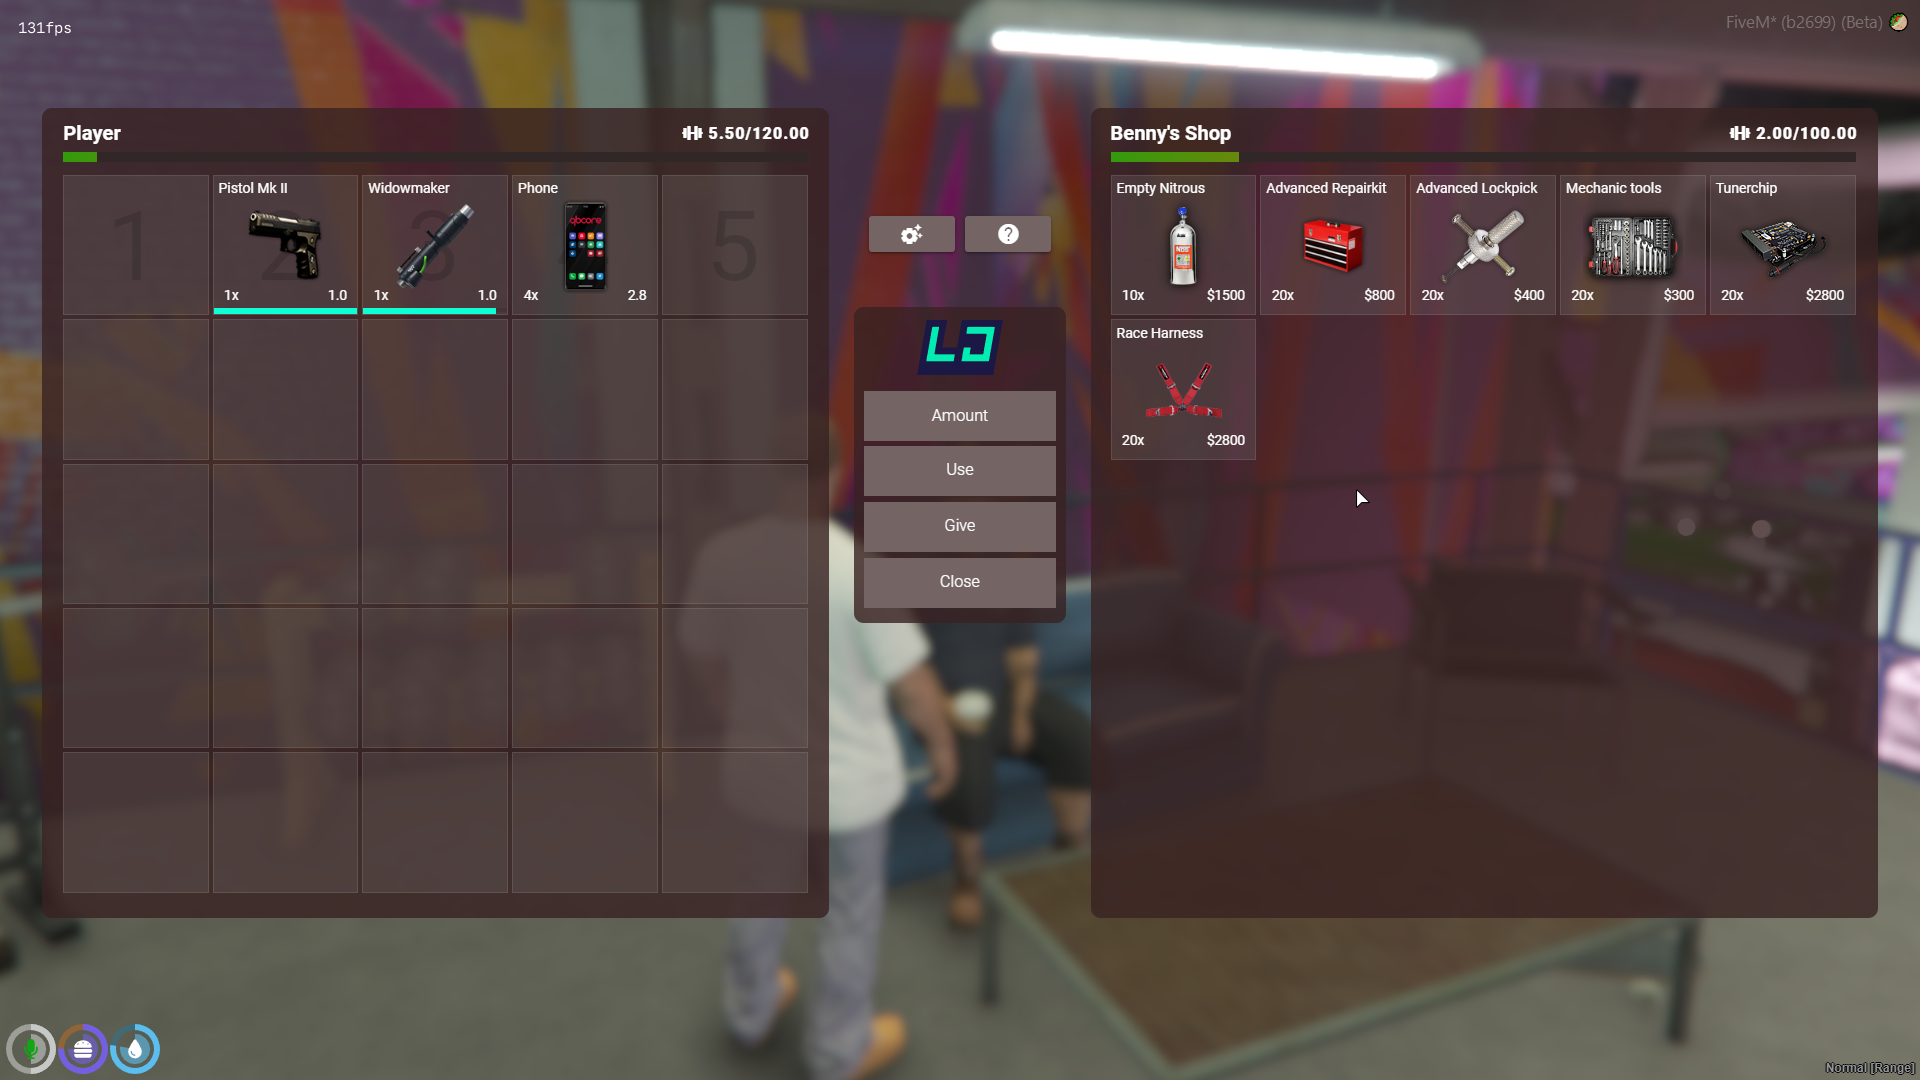 131fps
FiveM* (b2699) (Beta)
Player
5.50/120.00
1
2
Pistol Mk II
1x
1.0
3
Widowmaker
1x
1.0
Phone
qbcore
4x
2.8
5
LJ
Amount
Use
Give
Close
Benny's Shop
2.00/100.00
Empty Nitrous
NOS
10x
$1500
Advanced Repairkit
20x
$800
Advanced Lockpick
20x
$400
Mechanic tools
20x
$300
Tunerchip
20x
$2800
Race Harness
20x
$2800
Normal [Range]